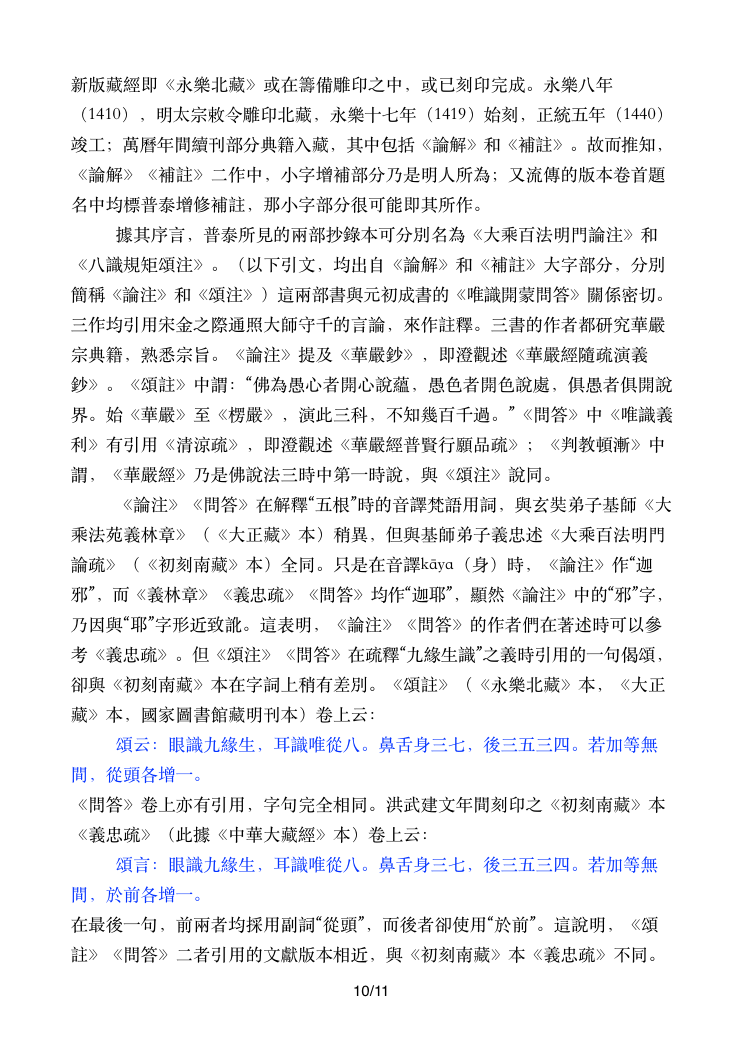 新版藏經即《永樂北藏》或在籌備雕印之中，或已刻印完成。永樂八年
（1410），明太宗敕令雕印北藏，永樂十七年（1419）始刻，正統五年（1440）
竣工；萬曆年間續刊部分典籍入藏，其中包括《論解》和《補註》。故而推知，
《論解》《補註》二作中，小字增補部分乃是明人所為；又流傳的版本卷首題
名中均標普泰增修補註，那小字部分很可能即其所作。
據其序言，普泰所見的兩部抄錄本可分別名為《大乘百法明門論注》和
《八識規矩頌注》。（以下引文，均出自《論解》和《補註》大字部分，分別
簡稱《論注》和《頌注》）這兩部書與元初成書的《唯識開蒙問答》關係密切。
三作均引用宋金之際通照大師守千的言論，來作註釋。三書的作者都研究華嚴
宗典籍，熟悉宗旨。《論注》提及《華嚴鈔》，即澄觀述《華嚴經隨疏演義
鈔》。《頌註》中謂：“佛為愚心者開心說蘊，愚色者開色說處，俱愚者俱開說
界。始《華嚴》至《楞嚴》，演此三科，不知幾百千過。”《問答》中《唯識義
利》有引用《清涼疏》，即澄觀述《華嚴經普賢行願品疏》；《判教頓漸》中
謂，《華嚴經》乃是佛說法三時中第一時說，與《頌注》說同。
《論注》《問答》在解釋“五根”時的音譯梵語用詞，與玄奘弟子基師《大
乘法苑義林章》（《大正藏》本）稍異，但與基師弟子義忠述《大乘百法明門
論疏》（《初刻南藏》本）全同。只是在音譯kāya（身）時，《論注》作“迦
邪”，而《義林章》《義忠疏》《問答》均作“迦耶”，顯然《論注》中的“邪”字，
乃因與“耶”字形近致訛。這表明，《論注》《問答》的作者們在著述時可以參
考《義忠疏》。但《頌注》《問答》在疏釋“九緣生識”之義時引用的一句偈頌，
卻與《初刻南藏》本在字詞上稍有差別。《頌註》（《永樂北藏》本，《大正
藏》本，國家圖書館藏明刊本）卷上云：
頌云：眼識九緣生，耳識唯從八。鼻舌身三七，後三五三四。若加等無
間，從頭各增一。
《問答》卷上亦有引用，字句完全相同。洪武建文年間刻印之《初刻南藏》本
《義忠疏》（此據《中華大藏經》本）卷上云：
頌言：眼識九緣生，耳識唯從八。鼻舌身三七，後三五三四。若加等無
間，於前各增一。
在最後一句，前兩者均採用副詞“從頭”，而後者卻使用“於前”。這說明，《頌
註》《問答》二者引用的文獻版本相近，與《初刻南藏》本《義忠疏》不同。
10/11